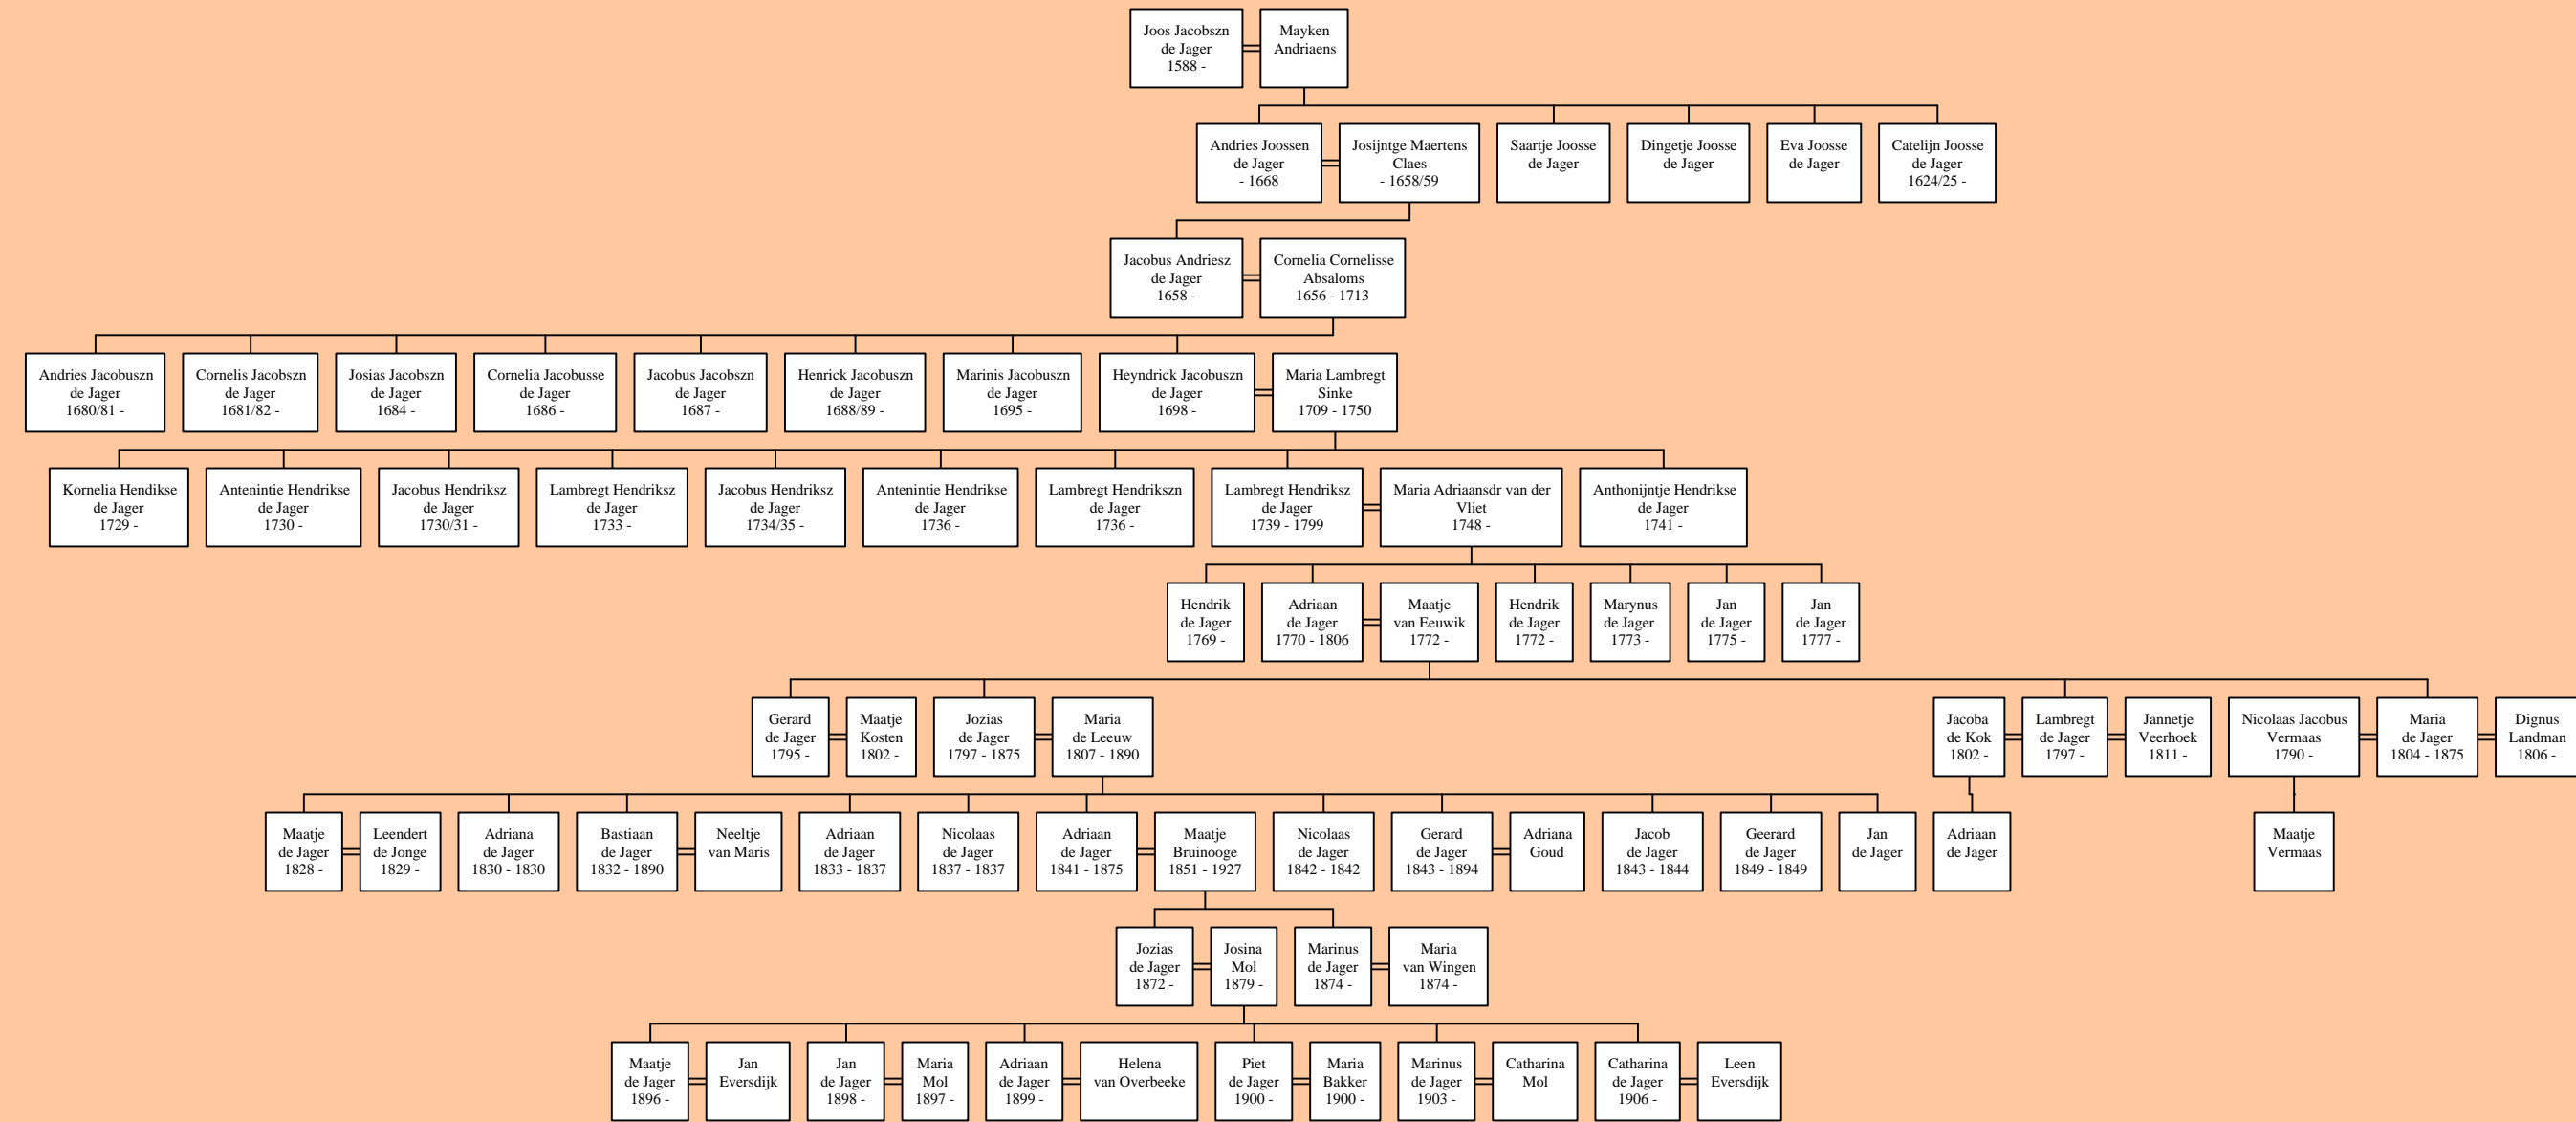 Joos Jacobszn
de Jager
1588 -
Mayken
Andriaens
Andries Joossen
de Jager
- 1668
Josijntge Maertens
Claes
- 1658/59
Saartje Joosse
de Jager
Dingetje Joosse
de Jager
Eva Joosse
de Jager
Catelijn Joosse
de Jager
1624/25 -
Jacobus Andriesz
de Jager
1658 -
Cornelia Cornelisse
Absaloms
1656 - 1713
Andries Jacobuszn
de Jager
1680/81 -
Cornelis Jacobszn
de Jager
1681/82 -
Josias Jacobszn
de Jager
1684 -
Cornelia Jacobusse
de Jager
1686 -
Jacobus Jacobszn
de Jager
1687 -
Henrick Jacobuszn
de Jager
1688/89 -
Marinis Jacobuszn
de Jager
1695 -
Heyndrick Jacobuszn
de Jager
1698 -
Maria Lambregt
Sinke
1709 - 1750
Kornelia Hendikse
de Jager
1729 -
Antenintie Hendrikse
de Jager
1730 -
Jacobus Hendriksz
de Jager
1730/31 -
Lambregt Hendriksz
de Jager
1733 -
Jacobus Hendriksz
de Jager
1734/35 -
Antenintie Hendrikse
de Jager
1736 -
Lambregt Hendrikszn
de Jager
1736 -
Lambregt Hendriksz
de Jager
1739 - 1799
Maria Adriaansdr van der
Vliet
1748 -
Anthonijntje Hendrikse
de Jager
1741 -
Hendrik
de Jager
1769 -
Adriaan
de Jager
1770 - 1806
Maatje
van Eeuwik
1772 -
Hendrik
de Jager
1772 -
Marynus
de Jager
1773 -
Jan
de Jager
1775 -
Jan
de Jager
1777 -
Gerard
de Jager
1795 -
Maatje
Kosten
1802 -
Jozias
de Jager
1797 - 1875
Maria
de Leeuw
1807 - 1890
Jacoba
de Kok
1802 -
Lambregt
de Jager
1797 -
Jannetje
Veerhoek
1811 -
Nicolaas Jacobus
Vermaas
1790 -
Maria
de Jager
1804 - 1875
Dignus
Landman
1806 -
Maatje
de Jager
1828 -
Leendert
de Jonge
1829 -
Adriana
de Jager
1830 - 1830
Bastiaan
de Jager
1832 - 1890
Neeltje
van Maris
Adriaan
de Jager
1833 - 1837
Nicolaas
de Jager
1837 - 1837
Adriaan
de Jager
1841 - 1875
Maatje
Bruinooge
1851 - 1927
Nicolaas
de Jager
1842 - 1842
Gerard
de Jager
1843 - 1894
Adriana
Goud
Jacob
de Jager
1843 - 1844
Geerard
de Jager
1849 - 1849
Jan
de Jager
Adriaan
de Jager
Maatje
Vermaas
Jozias
de Jager
1872 -
Josina
Mol
1879 -
Marinus
de Jager
1874 -
Maria
van Wingen
1874 -
Maatje
de Jager
1896 -
Jan
Eversdijk
Jan
de Jager
1898 -
Maria
Mol
1897 -
Adriaan
de Jager
1899 -
Helena
van Overbeeke
Piet
de Jager
1900 -
Maria
Bakker
1900 -
Marinus
de Jager
1903 -
Catharina
Mol
Catharina
de Jager
1906 -
Leen
Eversdijk